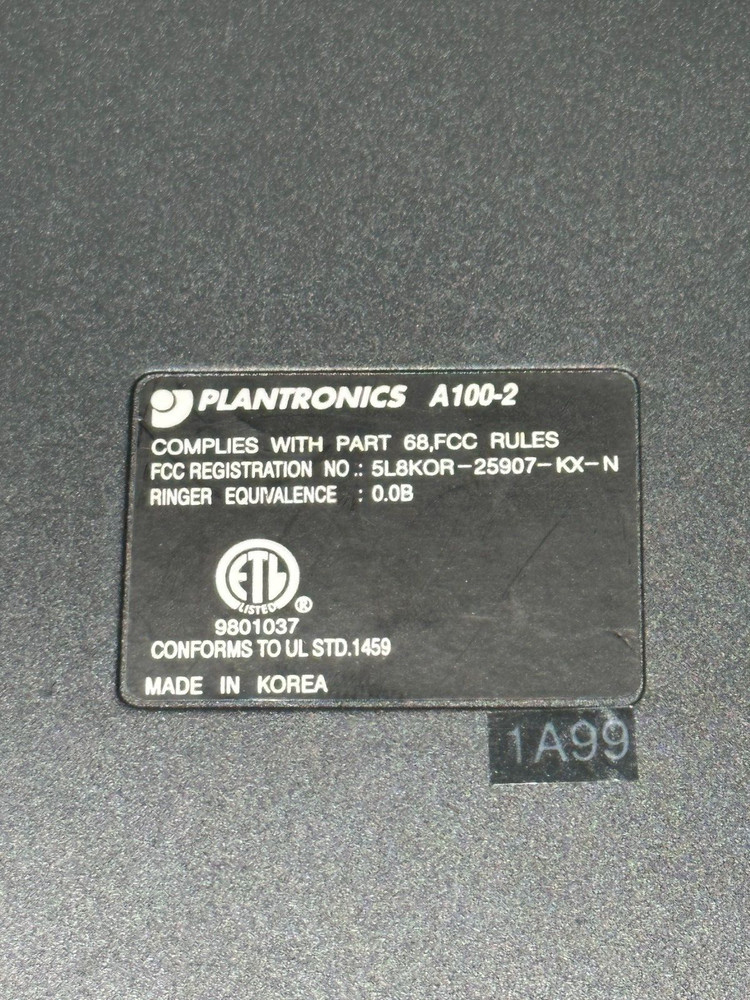 PLANTRONICS A100-2
COMPLIES WITH PART 68,FCC RULES
FCC REGISTRATION NO.: 5L8KOR-25907-KX-N
RINGER EQUIVALENCE : 0.0B
ETL
LISTED ®
9801037
CONFORMS TO UL STD.1459
MADE IN KOREA
1A99